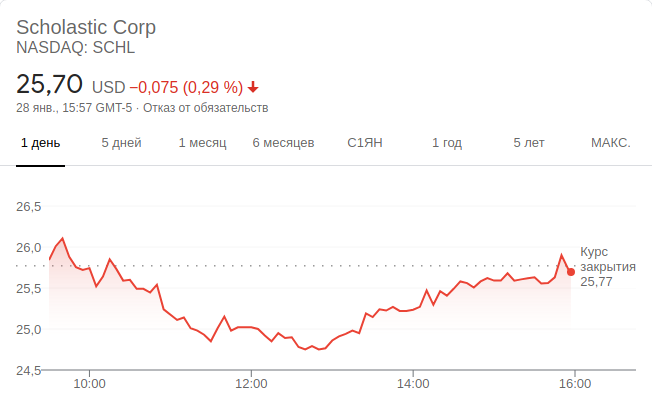 Scholastic Corp
NASDAQ: SCHL
25,70 USD −0,075 (0,29 %)
28 янв., 15:57 GMT-5 · Отказ от обязательств
1 день 5 дней 1 месяц 6 месяцев С1ЯН 1 год 5 лет МАКС.
26,5
26,0
Курс
закрытия
25,77
25,5
25,0
24,5
10:00 12:00 14:00 16:00